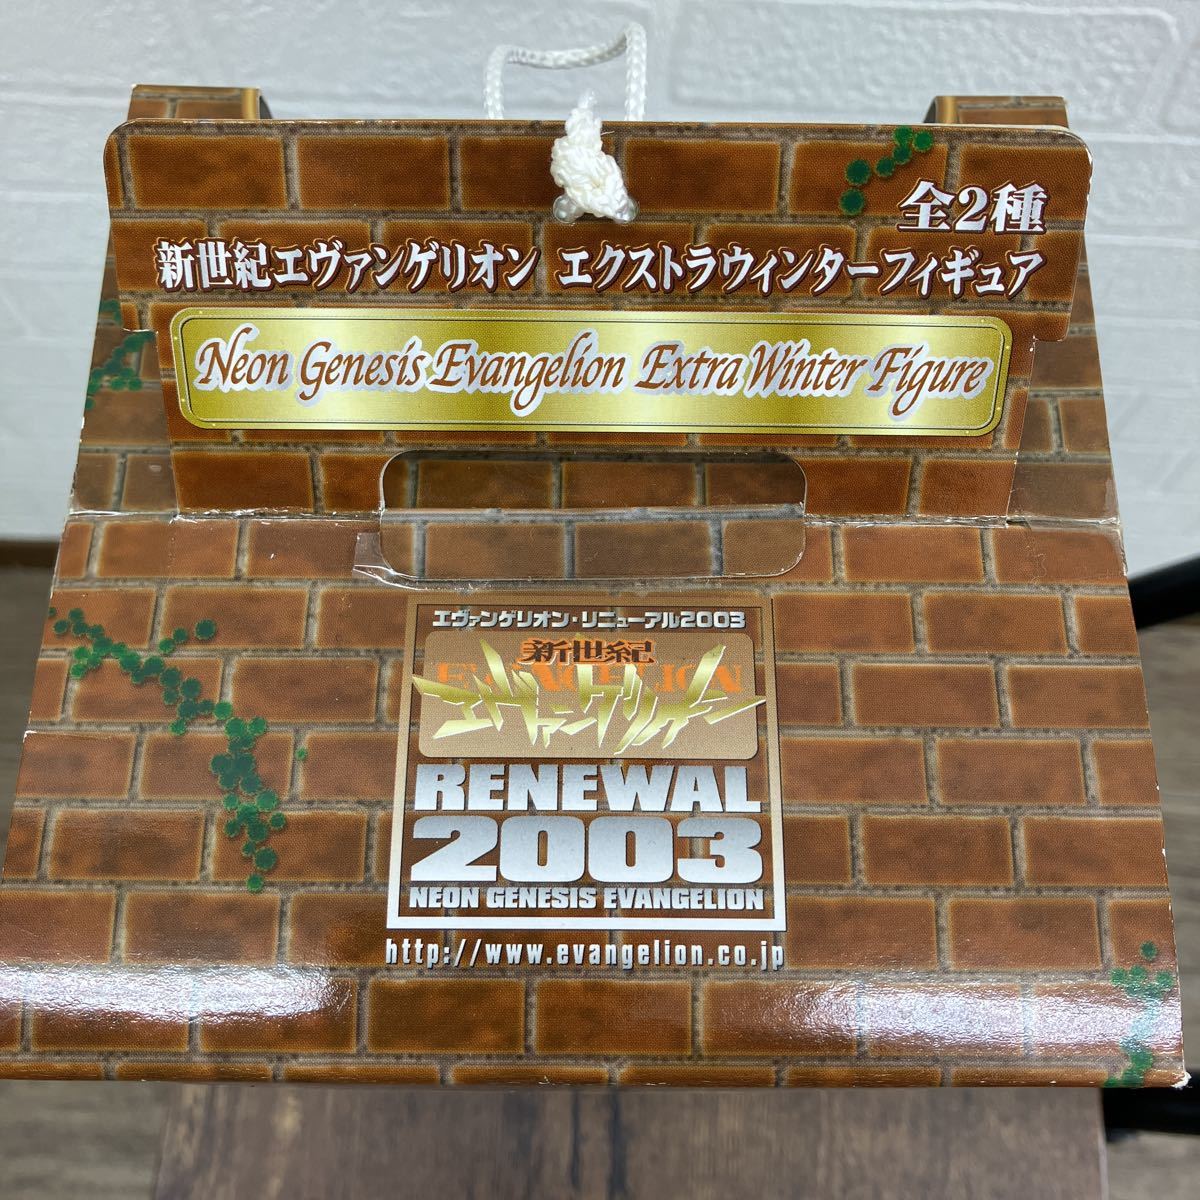 全2種
新世紀エヴァンゲリオン エクストラウィンターフィギュア
Neon Genesis Evangelion Extra Winter Figure
エヴァンゲリオン・リニューアル2003
新世紀
EVANGELION
エヴァンゲリオン
RENEWAL
2003
NEON GENESIS EVANGELION
http://www.evangelion.co.jp